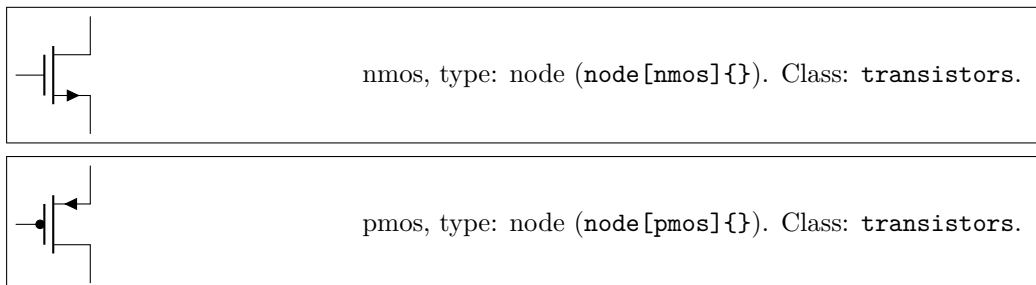 nmos, type: node (node[nmos]{}). Class: transistors.
pmos, type: node (node[pmos]{}). Class: transistors.